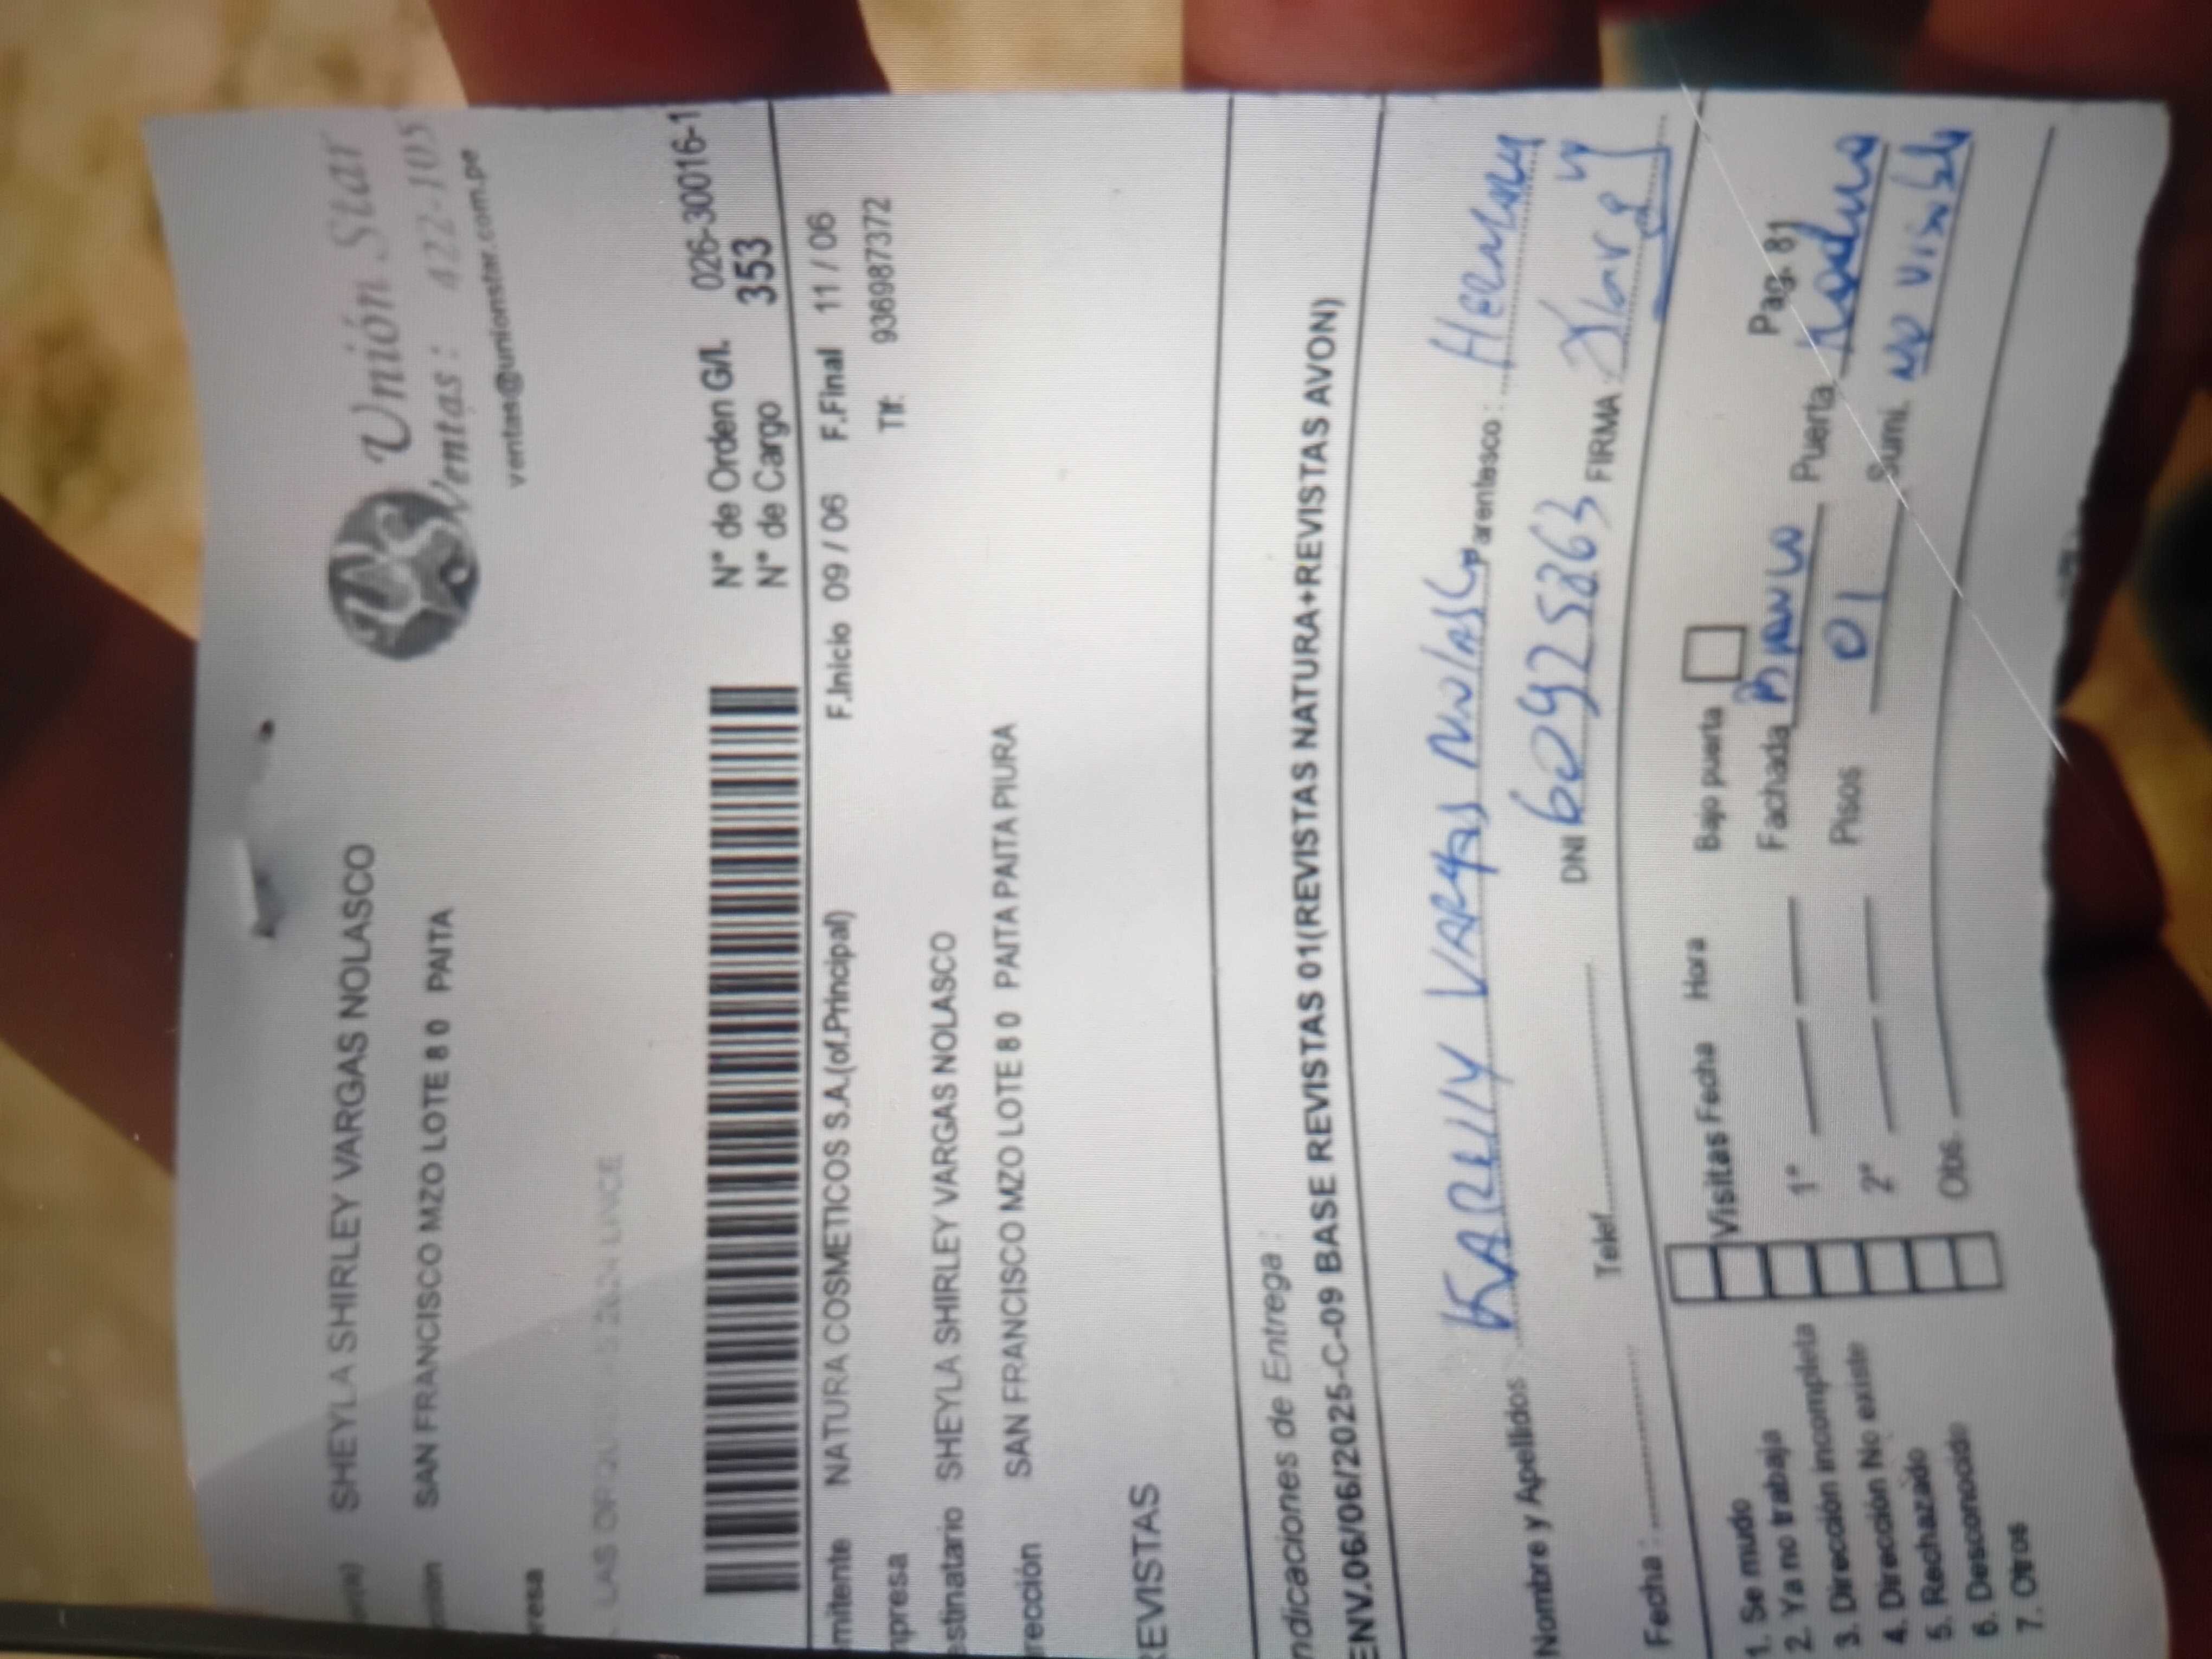 SHEYLA SHIRLEY VARGAS NOLASCO
SAN FRANCISCO MZO LOTE 8 0 PAITA
resa
Unión Star
Ventas: 422-105
ventas@unionstar.com.pe
N° de Orden G/I. 026-30016-1
N° de Cargo 353
mitente NATURA COSMETICOS S.A.(of.Principal) F.Inicio 09 / 06 F.Final 11 / 06
npresa Tlf: 936987372
estinatario SHEYLA SHIRLEY VARGAS NOLASCO
rección SAN FRANCISCO MZO LOTE 8 0 PAITA PAITA PIURA
REVISTAS
ndicaciones de Entrega :
ENV.06/06/2025-C-09 BASE REVISTAS 01(REVISTAS NATURA+REVISTAS AVON)
Nombre y Apellidos : KARELLY VARGAS NOLASCO Parentesco :
Fecha : Telef. DNI 60925863 FIRMA :
1. Se mudo
2. Ya no trabaja
3. Dirección incompleta
4. Dirección No existe
5. Rechazado
6. Desconocido
7. Otros
Visitas Fecha Hora
1°
2°
Obs.
Bajo puerta Pag- 81
Fachada Blanco Puerta
Pisos 01 Sumi. NO Visible